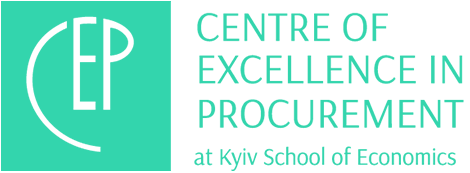 CEP
CENTRE OF
EXCELLENCE IN
PROCUREMENT
at Kyiv School of Economics